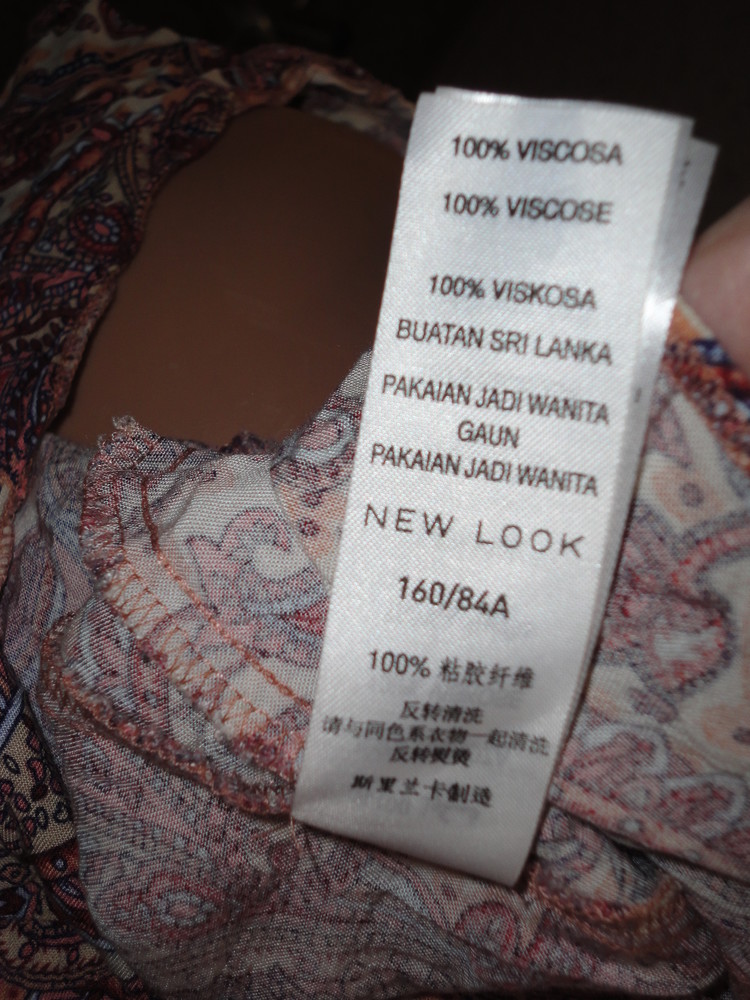 100% VISCOSA
100% VISCOSE
100% VISKOSA
BUATAN SRI LANKA
PAKAIAN JADI WANITA
GAUN
PAKAIAN JADI WANITA
NEW LOOK
160/84A
100% 粘胶纤维
反转清洗
请与同色系衣物一起清洗
反转熨烫
斯里兰卡制造